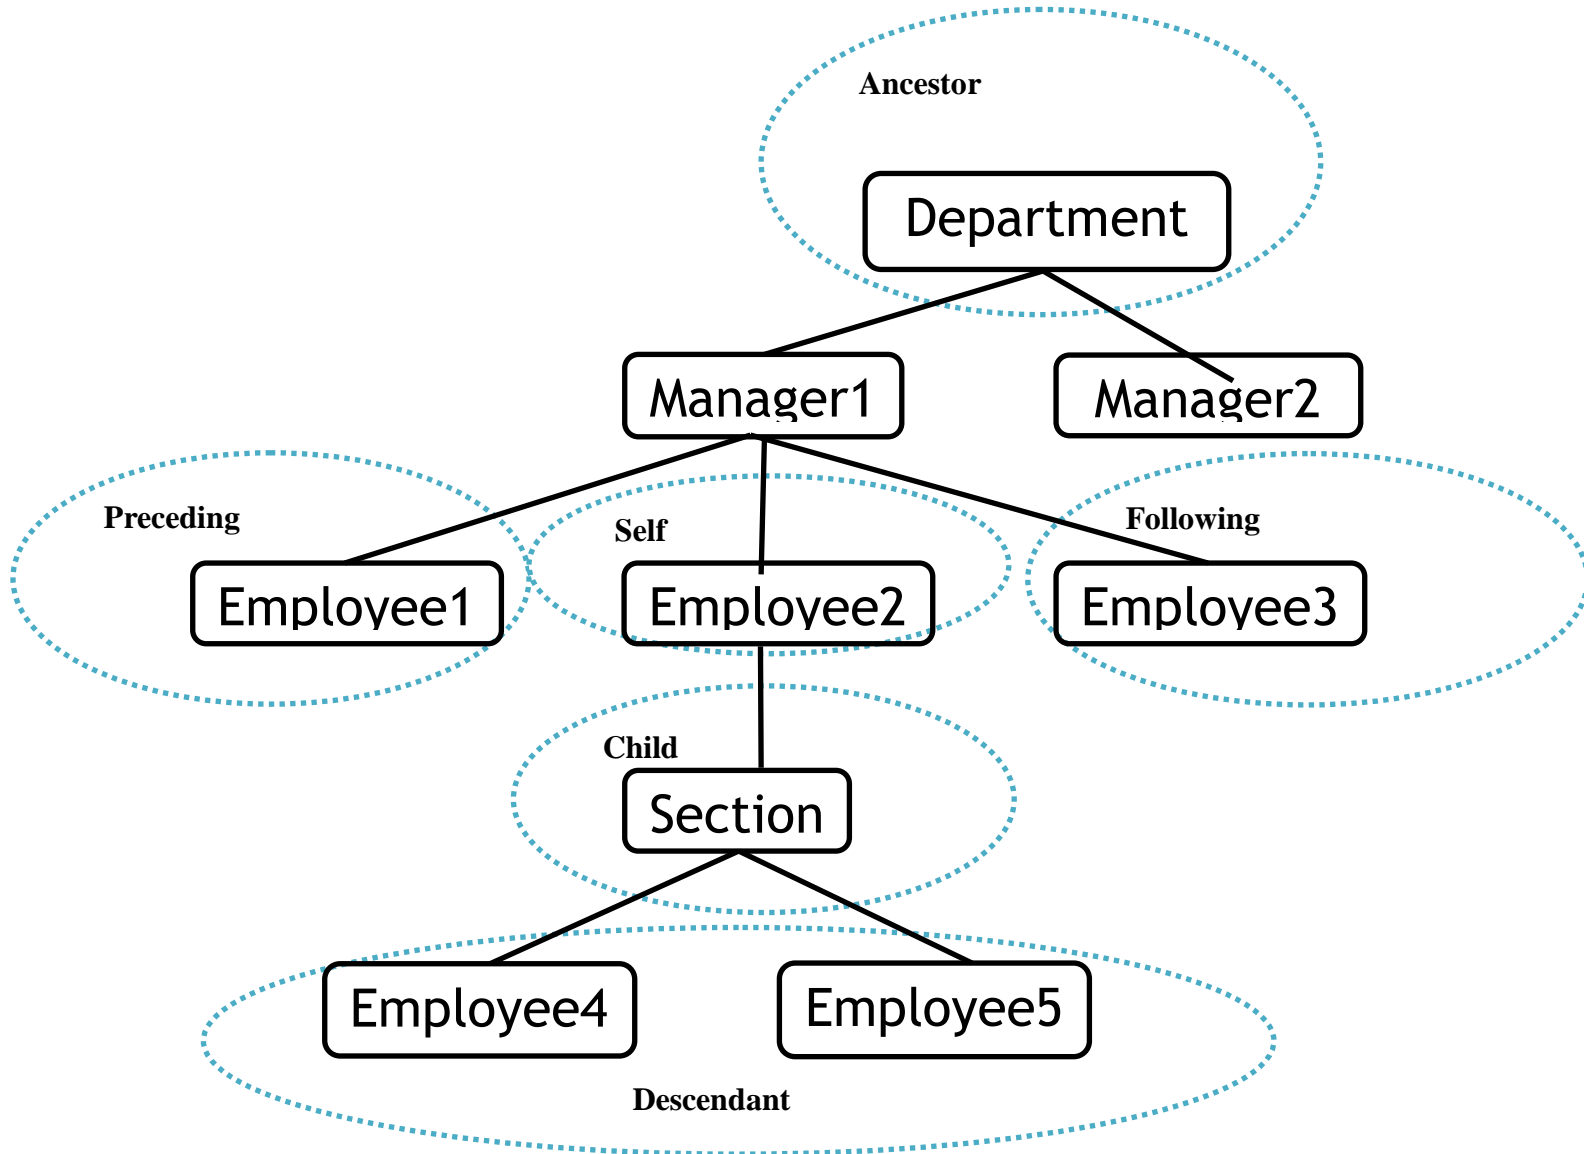 Ancestor
Department
Manager1
Manager2
Preceding
Self
Following
Employee1
Employee2
Employee3
Child
Section
Employee4
Employee5
Descendant